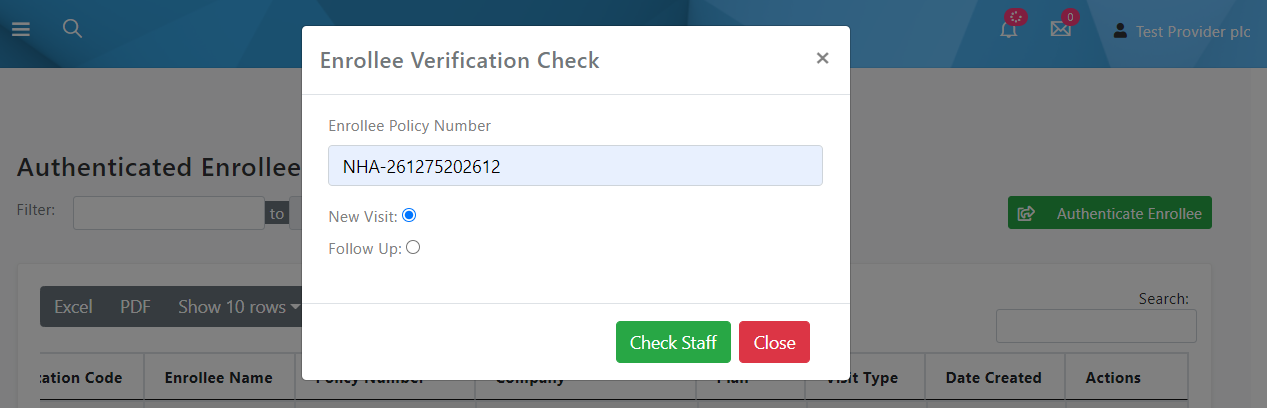 0
Test Provider plc
Enrollee Verification Check
×
Enrollee Policy Number
NHA-261275202612
New Visit:
Follow Up:
Check Staff
Close
Authenticated Enrollee
Filter:
to
Authenticate Enrollee
Excel
PDF
Show 10 rows
Search:
cation Code
Enrollee Name
Policy Number
Company
Plan
Visit Type
Date Created
Actions